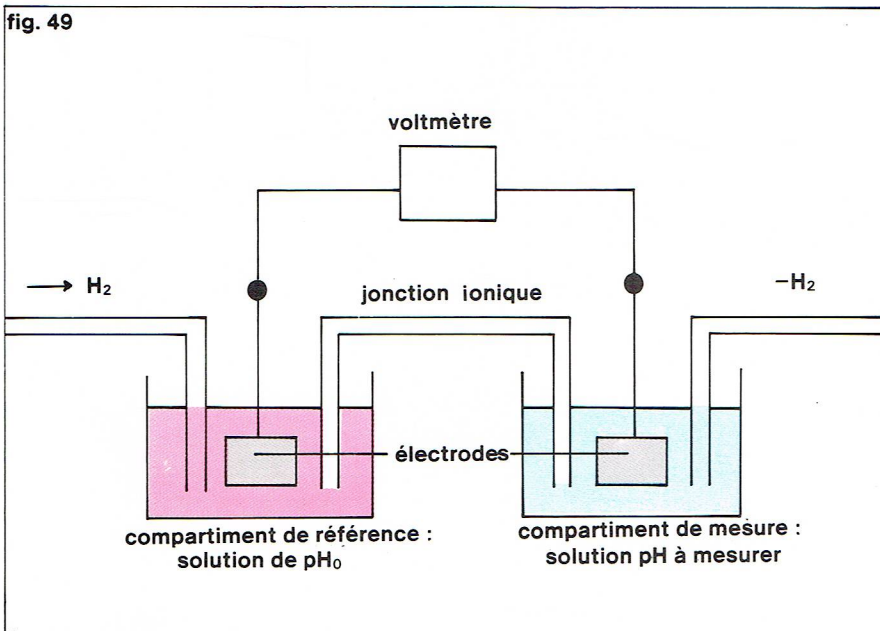 fig. 49
voltmètre
→ H₂
jonction ionique
–H₂
électrodes
compartiment de référence :
solution de pH₀
compartiment de mesure :
solution pH à mesurer